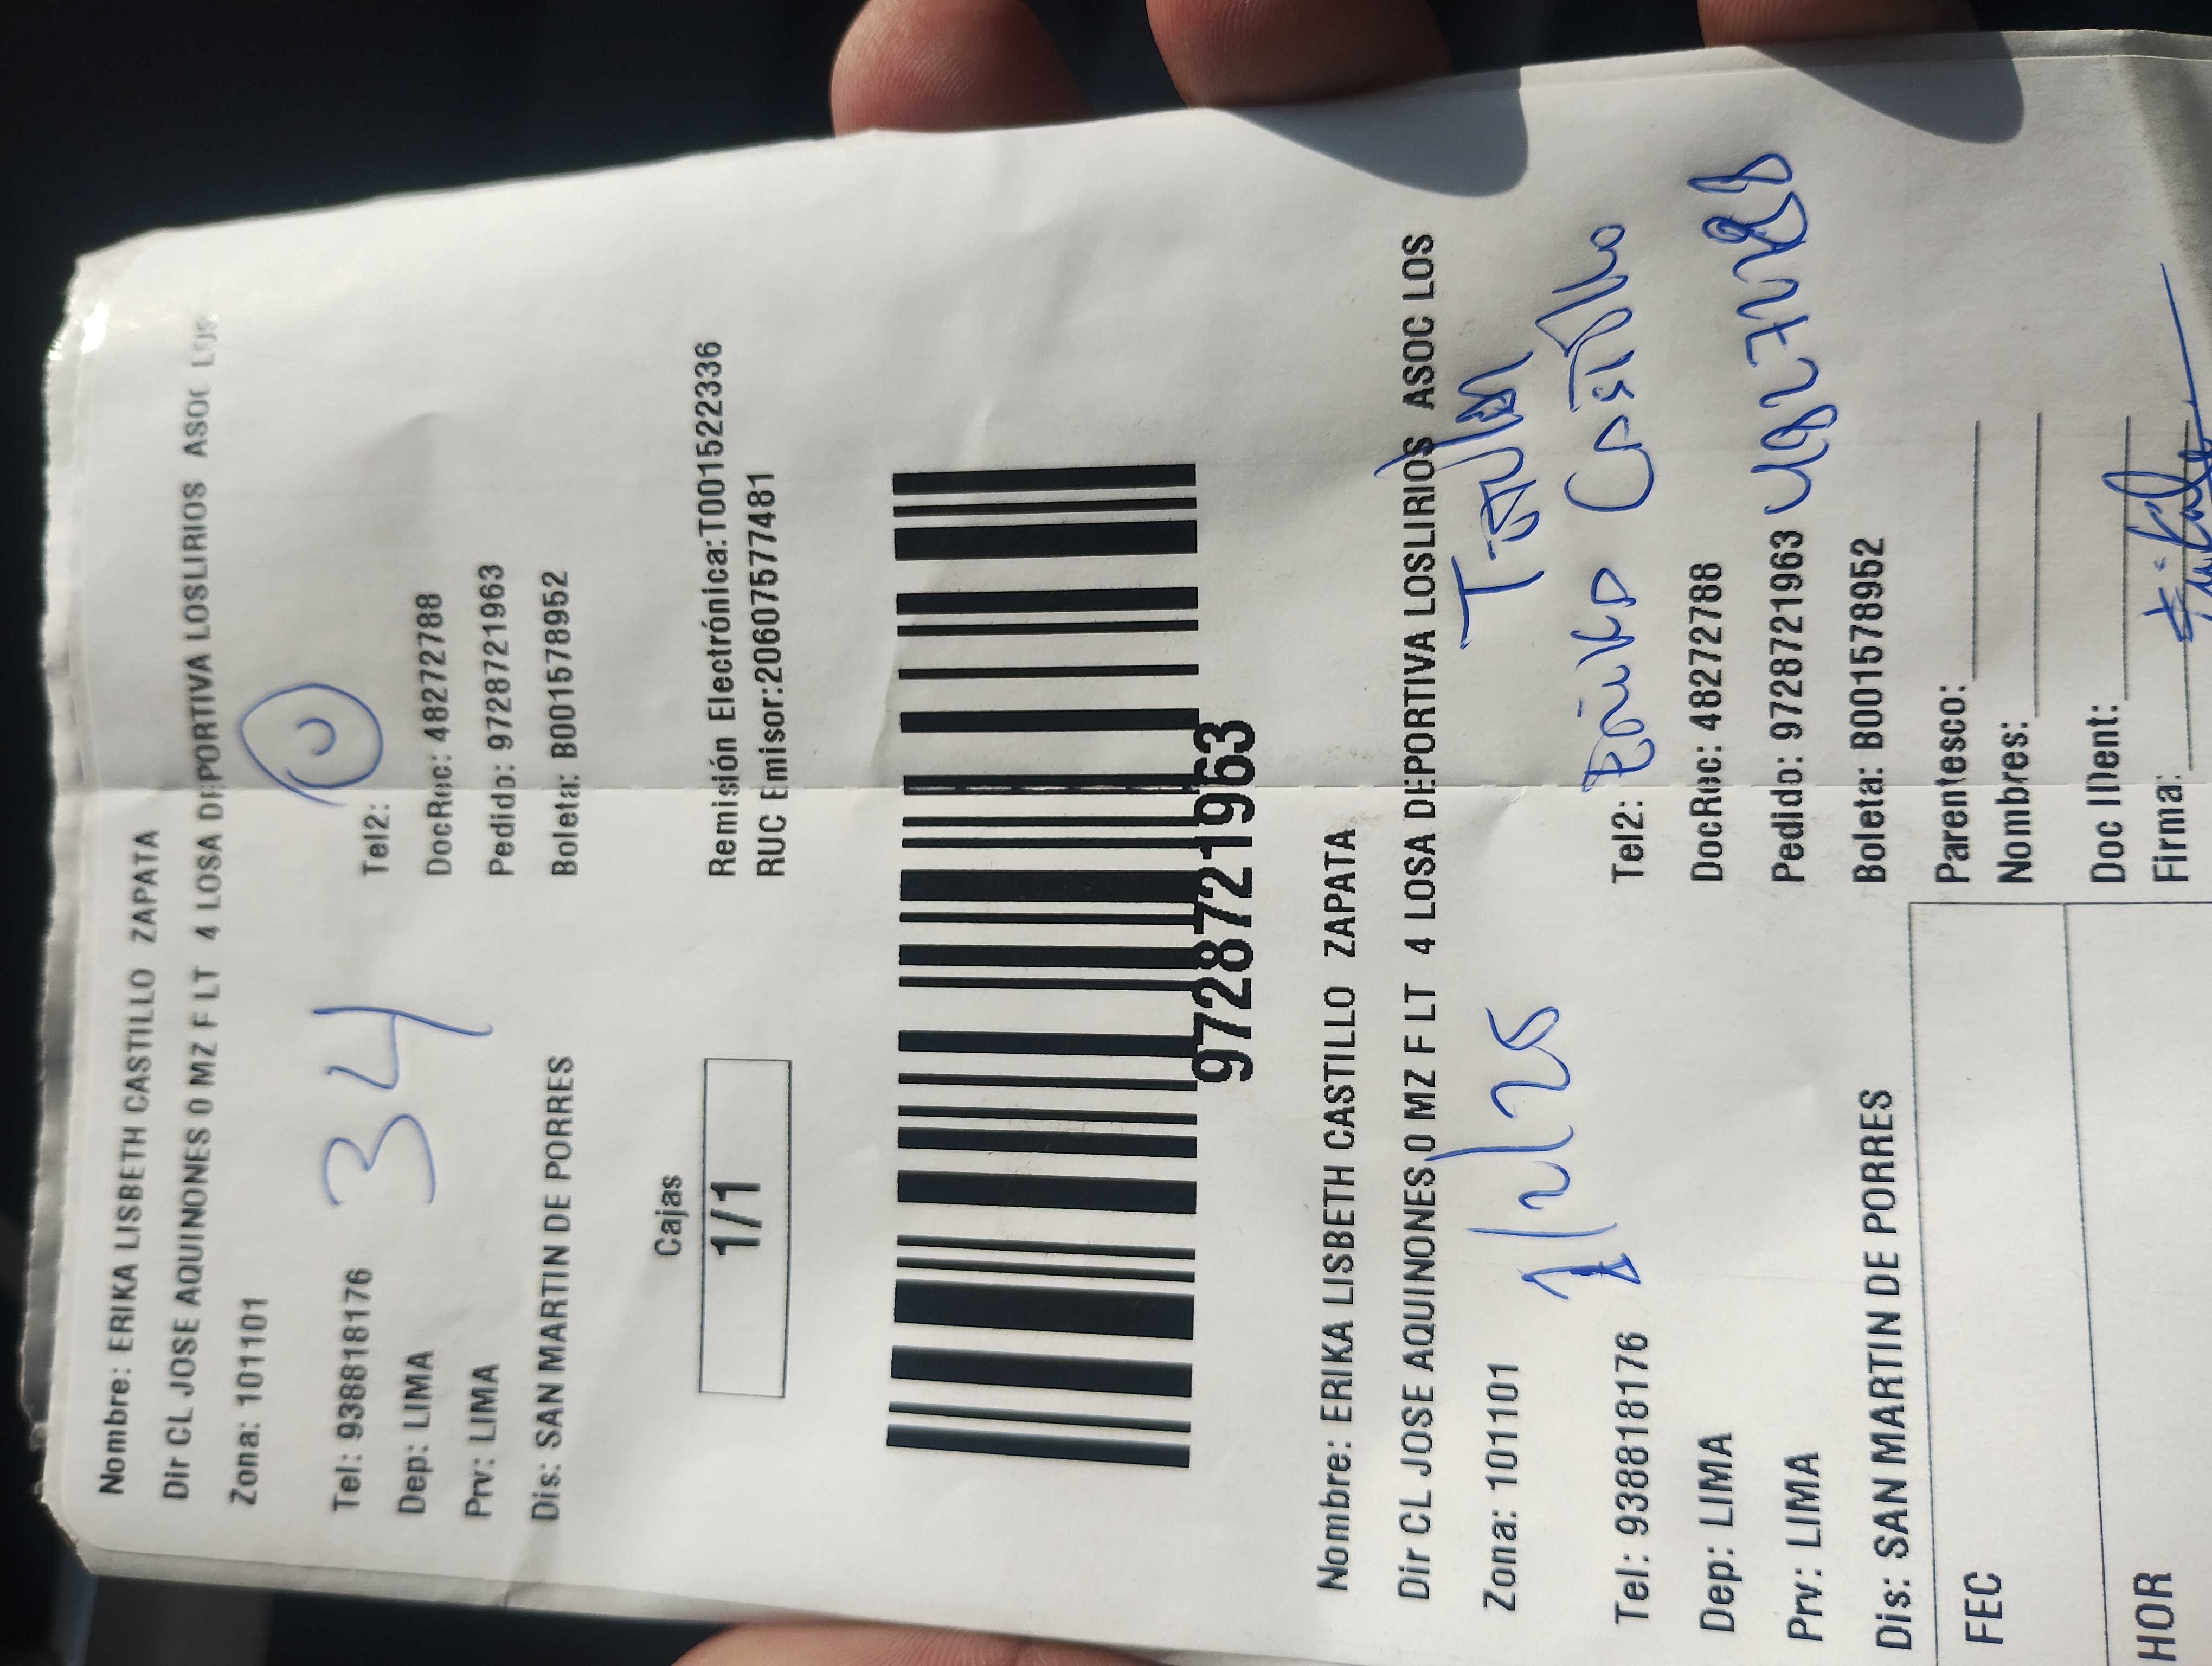 Nombre: ERIKA LISBETH CASTILLO ZAPATA
Dir CL JOSE AQUINONES 0 MZ F LT 4 LOSA DEPORTIVA LOSLIRIOS ASOC LOS
Zona: 101101
34
Tel: 938818176 Tel2:
Dep: LIMA DocRec: 48272788
Prv: LIMA Pedido: 9728721963
Dis: SAN MARTIN DE PORRES Boleta: B001578952
Cajas
1/1
Remisión Electrónica:T001522336
RUC Emisor:20607577481
9728721963
Nombre: ERIKA LISBETH CASTILLO ZAPATA
Dir CL JOSE AQUINONES 0 MZ F LT 4 LOSA DEPORTIVA LOSLIRIOS ASOC LOS
Zona: 101101
Castillo
Tel: 938818176 Tel2:
Dep: LIMA DocRec: 48272788
Prv: LIMA Pedido: 9728721963 48272788
Dis: SAN MARTIN DE PORRES Boleta: B001578952
FEC
HOR
Parentesco:
Nombres:
Doc IDent:
Firma: